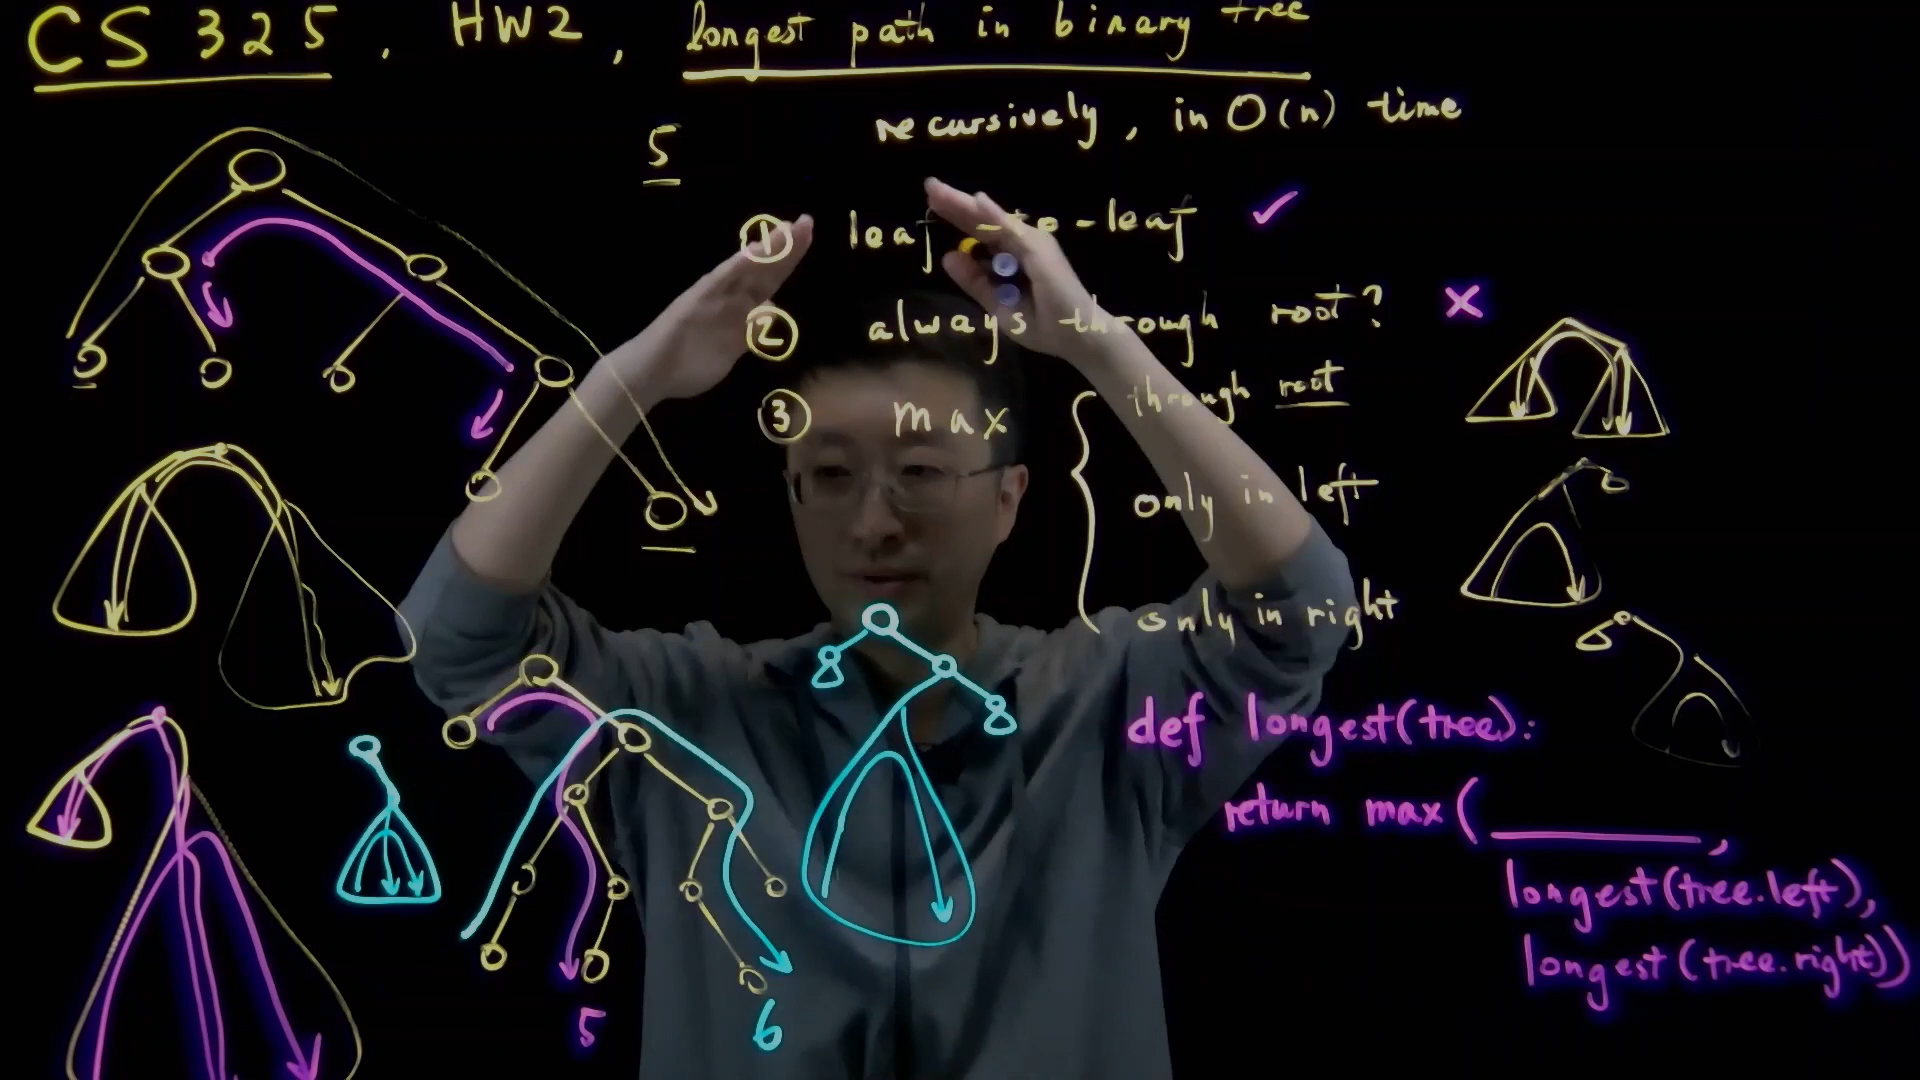 CS 325 . HW2 , longest path in binary tree
recursively , in O(n) time
5
① leaf-to-leaf ✓
② always through root? ×
③ max { through root
only in left
only in right
def longest(tree):
return max( ________ ,
longest(tree.left),
longest(tree.right))
5
6